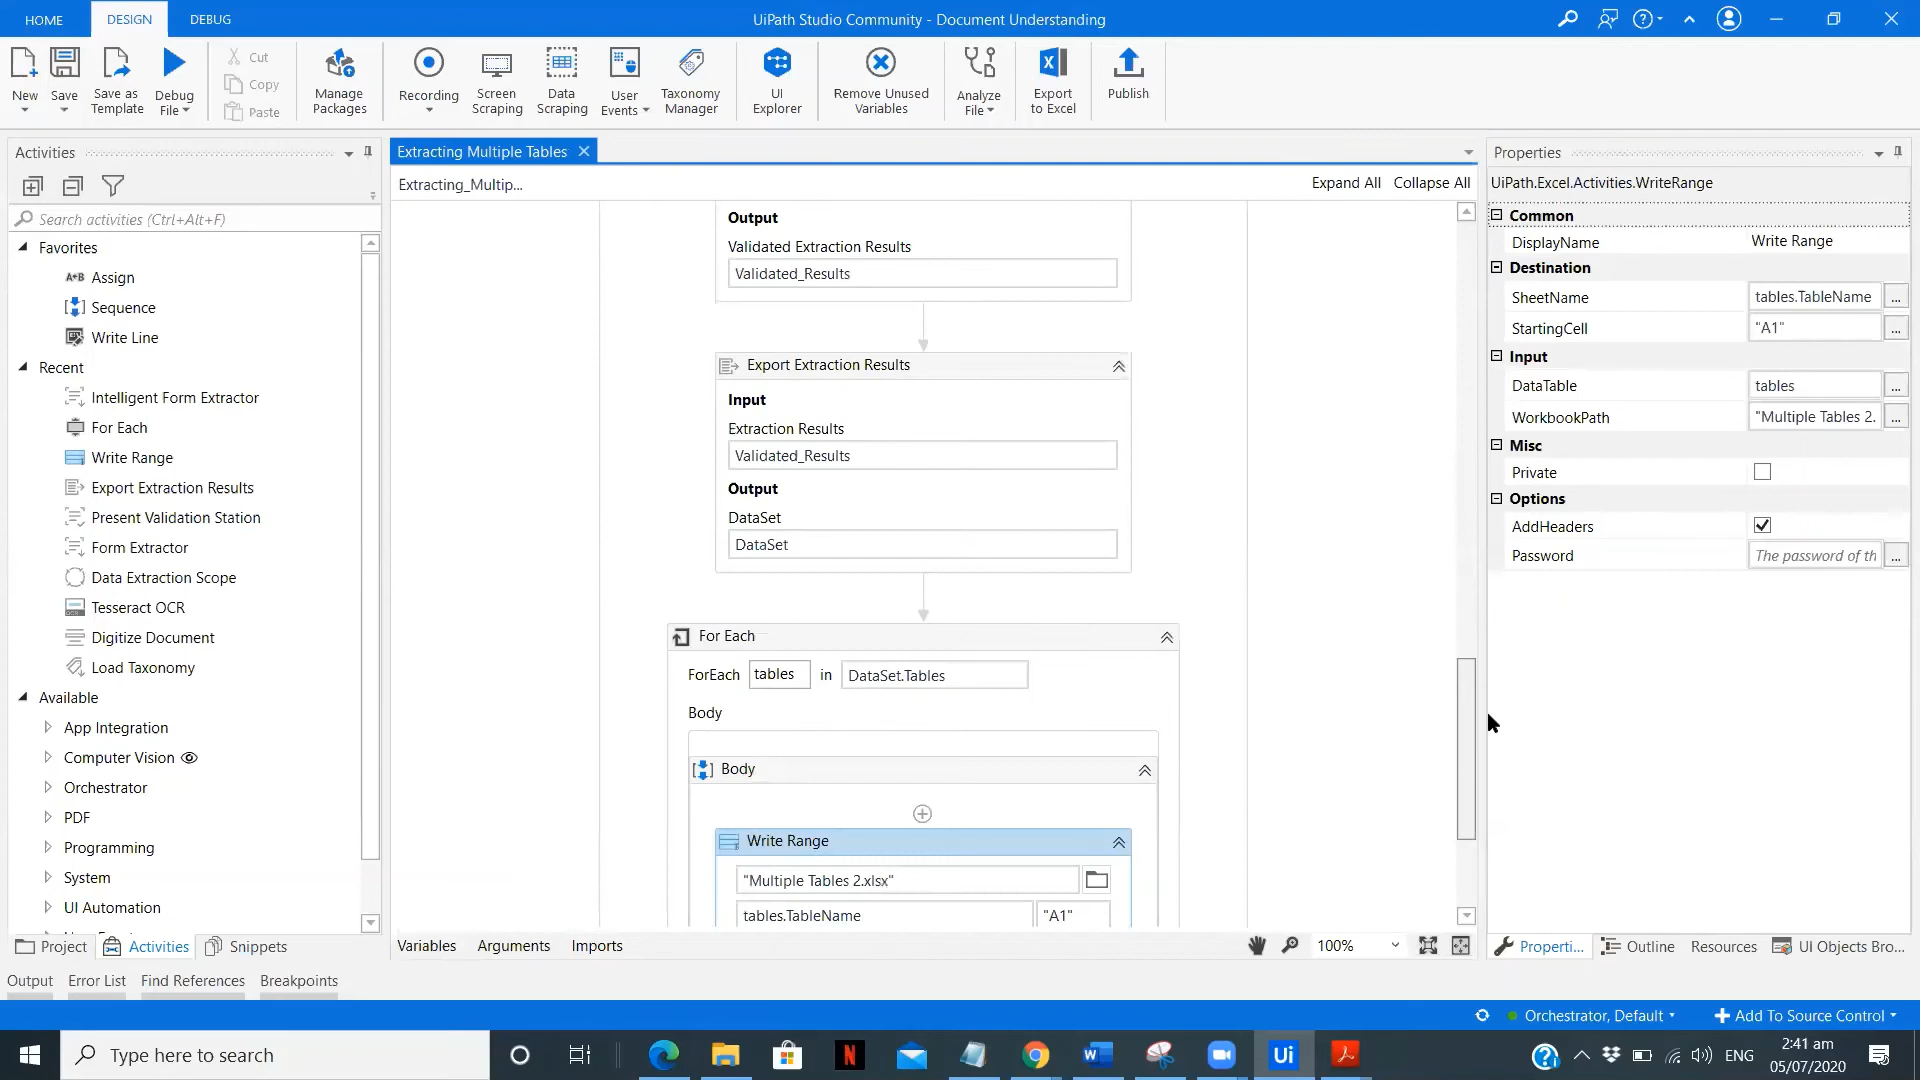 HOME
DESIGN
DEBUG
UiPath Studio Community - Document Understanding
New
Save
Save as
Template
Debug
File
Cut
Copy
Paste
Manage
Packages
Recording
Screen
Scraping
Data
Scraping
User
Events
Taxonomy
Manager
UI
Explorer
Remove Unused
Variables
Analyze
File
Export
to Excel
Publish
Activities
Search activities (Ctrl+Alt+F)
Favorites
A+B Assign
Sequence
Write Line
Recent
Intelligent Form Extractor
For Each
Write Range
Export Extraction Results
Present Validation Station
Form Extractor
Data Extraction Scope
Tesseract OCR
Digitize Document
Load Taxonomy
Available
App Integration
Computer Vision
Orchestrator
PDF
Programming
System
UI Automation
Project
Activities
Snippets
Extracting Multiple Tables
Extracting_Multip...
Expand All
Collapse All
Output
Validated Extraction Results
Validated_Results
Export Extraction Results
Input
Extraction Results
Validated_Results
Output
DataSet
DataSet
For Each
ForEach tables in DataSet.Tables
Body
Body
Write Range
"Multiple Tables 2.xlsx"
tables.TableName "A1"
Variables
Arguments
Imports
100%
Properties
UiPath.Excel.Activities.WriteRange
Common
DisplayName Write Range
Destination
SheetName tables.TableName ...
StartingCell "A1" ...
Input
DataTable tables ...
WorkbookPath "Multiple Tables 2. ...
Misc
Private
Options
AddHeaders
Password The password of th ...
Properti...
Outline
Resources
UI Objects Bro...
Output
Error List
Find References
Breakpoints
Orchestrator, Default
Add To Source Control
Type here to search
N
W
Ui
ENG
2:41 am
05/07/2020